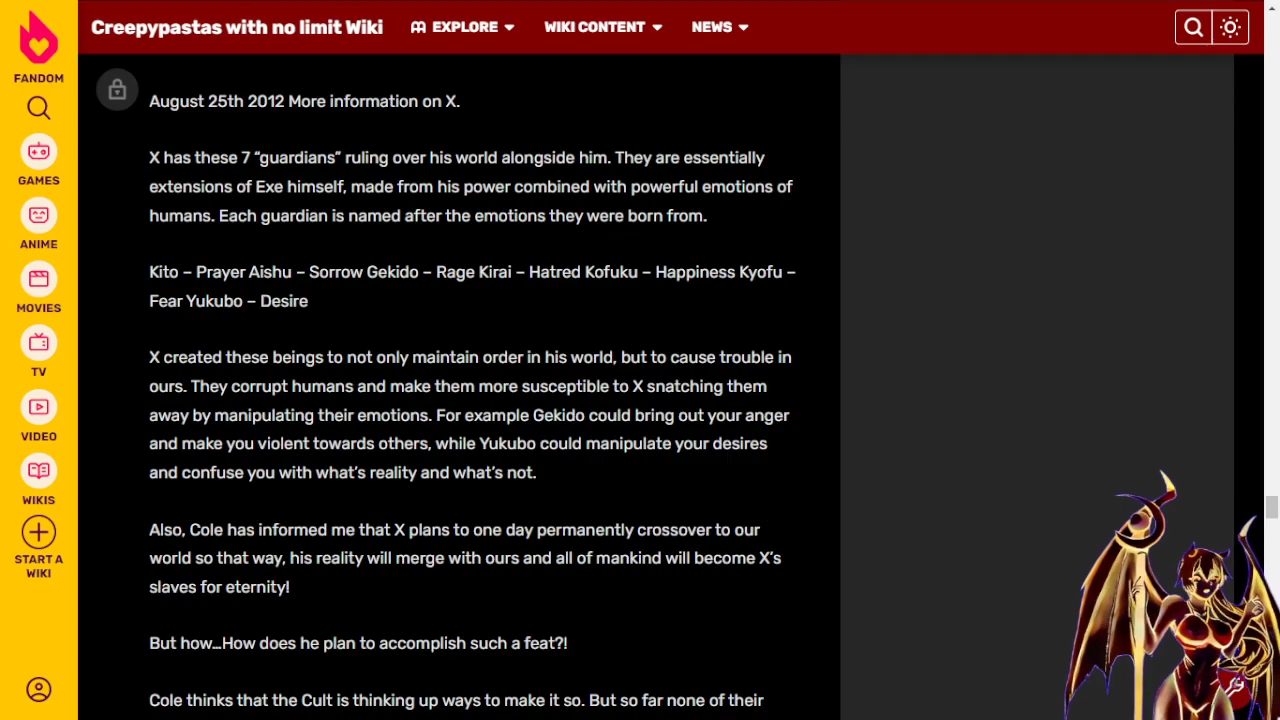 Creepypastas with no limit Wiki
EXPLORE
WIKI CONTENT
NEWS
FANDOM
GAMES
ANIME
MOVIES
TV
VIDEO
WIKIS
START A
WIKI
August 25th 2012 More information on X.
X has these 7 “guardians” ruling over his world alongside him. They are essentially
extensions of Exe himself, made from his power combined with powerful emotions of
humans. Each guardian is named after the emotions they were born from.
Kito – Prayer Aishu – Sorrow Gekido – Rage Kirai – Hatred Kofuku – Happiness Kyofu –
Fear Yukubo – Desire
X created these beings to not only maintain order in his world, but to cause trouble in
ours. They corrupt humans and make them more susceptible to X snatching them
away by manipulating their emotions. For example Gekido could bring out your anger
and make you violent towards others, while Yukubo could manipulate your desires
and confuse you with what’s reality and what’s not.
Also, Cole has informed me that X plans to one day permanently crossover to our
world so that way, his reality will merge with ours and all of mankind will become X’s
slaves for eternity!
But how…How does he plan to accomplish such a feat?!
Cole thinks that the Cult is thinking up ways to make it so. But so far none of their